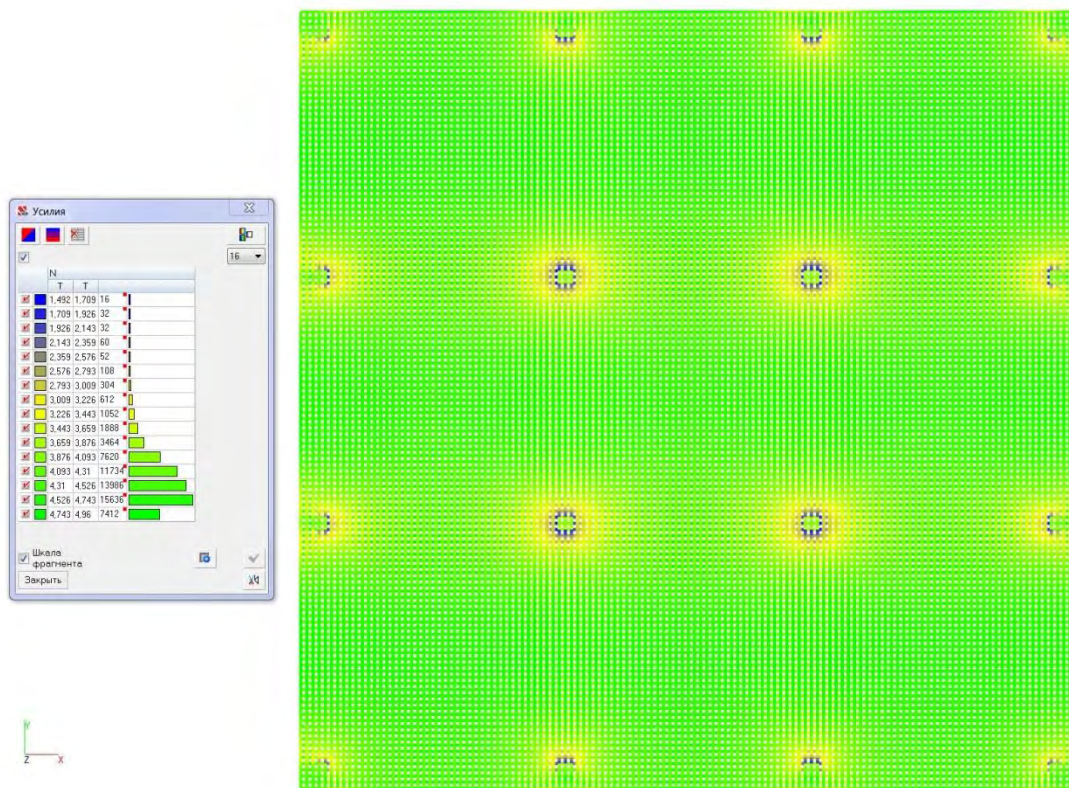 Усилия
16
N
T T
1,492 1,709 16
1,709 1,926 32
1,926 2,143 32
2,143 2,359 60
2,359 2,576 52
2,576 2,793 108
2,793 3,009 304
3,009 3,226 612
3,226 3,443 1052
3,443 3,659 1888
3,659 3,876 3464
3,876 4,093 7628
4,093 4,31 11734
4,31 4,526 13986
4,526 4,743 15636
4,743 4,96 7412
Шкала
фрагмента
Закрыть
Y
Z X